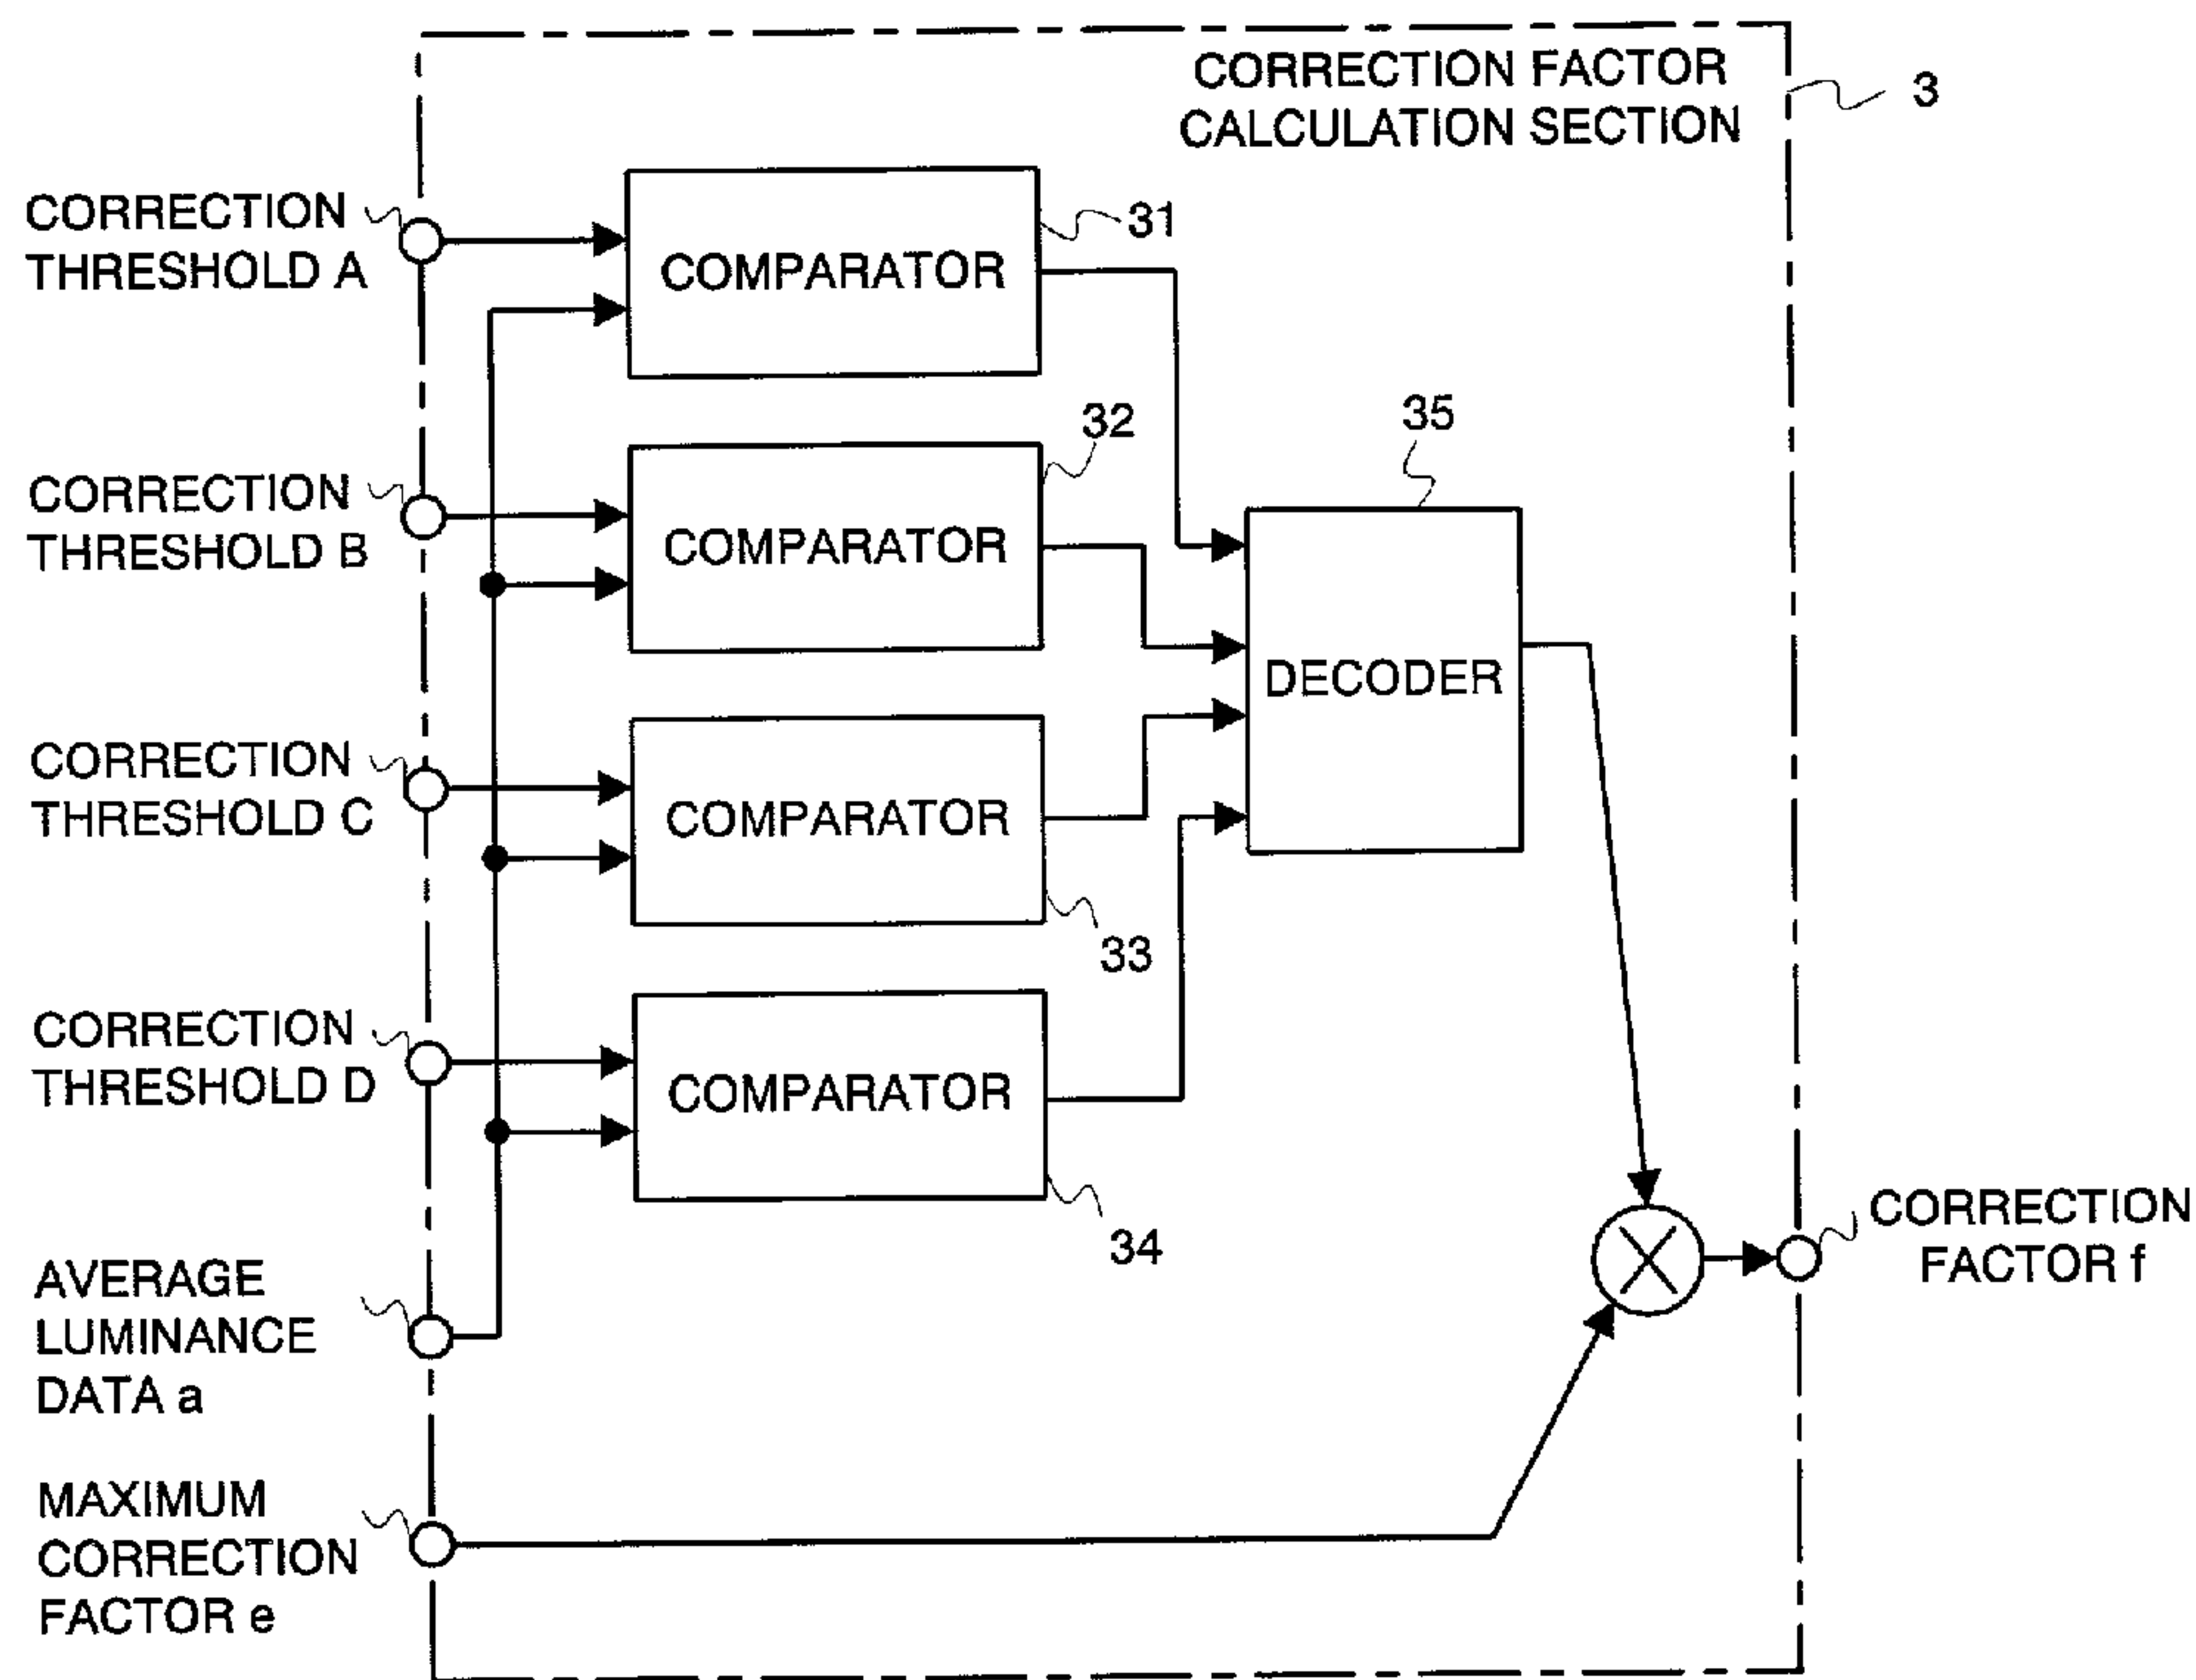 CORRECTION FACTOR
CALCULATION SECTION
3
CORRECTION
THRESHOLD A
COMPARATOR
31
CORRECTION
THRESHOLD B
COMPARATOR
32
35
DECODER
CORRECTION
THRESHOLD C
COMPARATOR
33
CORRECTION
THRESHOLD D
COMPARATOR
34
AVERAGE
LUMINANCE
DATA a
CORRECTION
FACTOR f
MAXIMUM
CORRECTION
FACTOR e